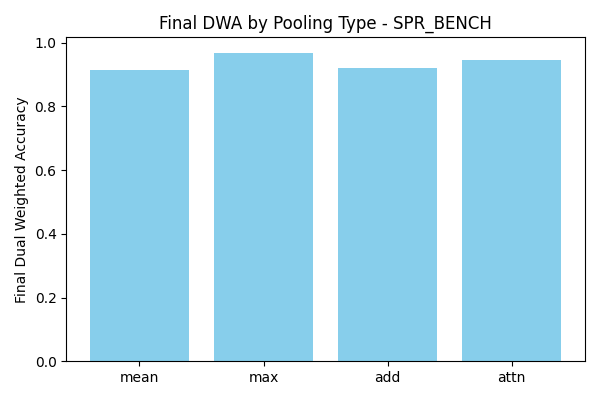 Final DWA by Pooling Type - SPR_BENCH
Final Dual Weighted Accuracy
1.0
0.8
0.6
0.4
0.2
0.0
mean max add attn